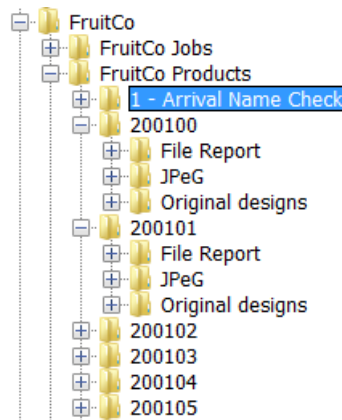 FruitCo
FruitCo Jobs
FruitCo Products
1 - Arrival Name Check
200100
File Report
JPeG
Original designs
200101
File Report
JPeG
Original designs
200102
200103
200104
200105